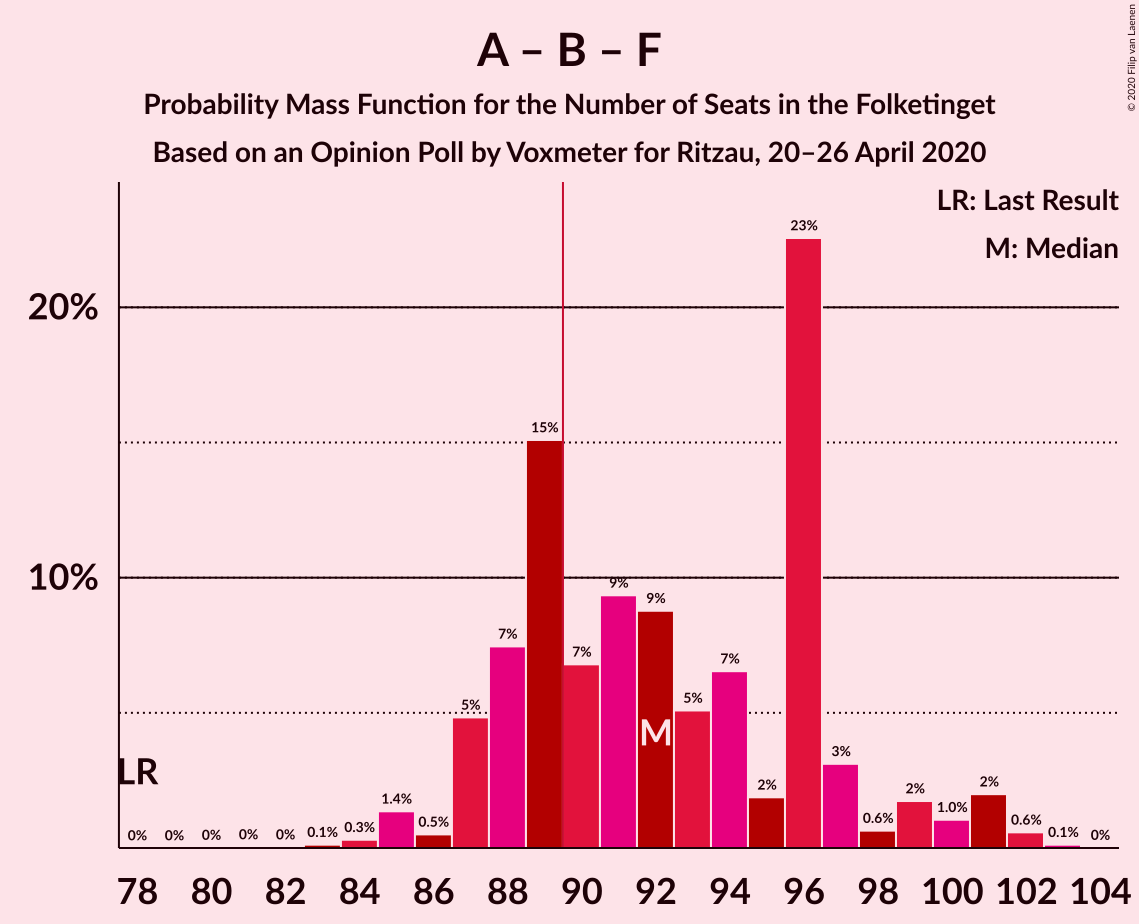 A – B – F
Probability Mass Function for the Number of Seats in the Folketinget
Based on an Opinion Poll by Voxmeter for Ritzau, 20–26 April 2020
© 2020 Filip van Laenen
LR: Last Result
M: Median
20%
10%
LR
M
0% 0% 0% 0% 0% 0.1% 0.3% 1.4% 0.5% 5% 7% 15% 7% 9% 9% 5% 7% 2% 23% 3% 0.6% 2% 1.0% 2% 0.6% 0.1% 0%
78 80 82 84 86 88 90 92 94 96 98 100 102 104